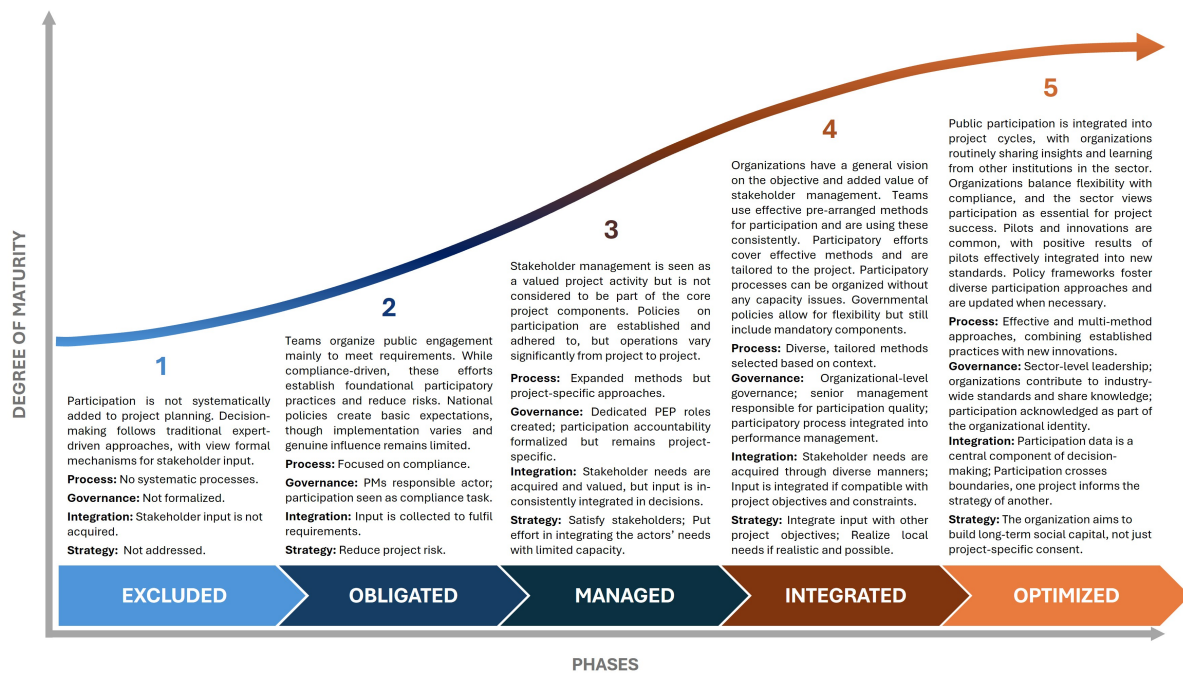 DEGREE OF MATURITY
1
Participation is not systematically
added to project planning. Decision-
making follows traditional expert-
driven approaches, with view formal
mechanisms for stakeholder input.
Process: No systematic processes.
Governance: Not formalized.
Integration: Stakeholder input is not
acquired.
Strategy: Not addressed.
2
Teams organize public engagement
mainly to meet requirements. While
compliance-driven, these efforts
establish foundational participatory
practices and reduce risks. National
policies create basic expectations,
though implementation varies and
genuine influence remains limited.
Process: Focused on compliance.
Governance: PMs responsible actor;
participation seen as compliance task.
Integration: Input is collected to fulfil
requirements.
Strategy: Reduce project risk.
3
Stakeholder management is seen as
a valued project activity but is not
considered to be part of the core
project components. Policies on
participation are established and
adhered to, but operations vary
significantly from project to project.
Process: Expanded methods but
project-specific approaches.
Governance: Dedicated PEP roles
created; participation accountability
formalized but remains project-
specific.
Integration: Stakeholder needs are
acquired and valued, but input is in-
consistently integrated in decisions.
Strategy: Satisfy stakeholders; Put
effort in integrating the actors' needs
with limited capacity.
4
Organizations have a general vision
on the objective and added value of
stakeholder management. Teams
use effective pre-arranged methods
for participation and are using these
consistently. Participatory efforts
cover effective methods and are
tailored to the project. Participatory
processes can be organized without
any capacity issues. Governmental
policies allow for flexibility but still
include mandatory components.
Process: Diverse, tailored methods
selected based on context.
Governance: Organizational-level
governance; senior management
responsible for participation quality;
participatory process integrated into
performance management.
Integration: Stakeholder needs are
acquired through diverse manners;
Input is integrated if compatible with
project objectives and constraints.
Strategy: Integrate input with other
project objectives; Realize local
needs if realistic and possible.
5
Public participation is integrated into
project cycles, with organizations
routinely sharing insights and learning
from other institutions in the sector.
Organizations balance flexibility with
compliance, and the sector views
participation as essential for project
success. Pilots and innovations are
common, with positive results of
pilots effectively integrated into new
standards. Policy frameworks foster
diverse participation approaches and
are updated when necessary.
Process: Effective and multi-method
approaches, combining established
practices with new innovations.
Governance: Sector-level leadership;
organizations contribute to industry-
wide standards and share knowledge;
participation acknowledged as part of
the organizational identity.
Integration: Participation data is a
central component of decision-
making; Participation crosses
boundaries, one project informs the
strategy of another.
Strategy: The organization aims to
build long-term social capital, not just
project-specific consent.
EXCLUDED
OBLIGATED
MANAGED
INTEGRATED
OPTIMIZED
PHASES